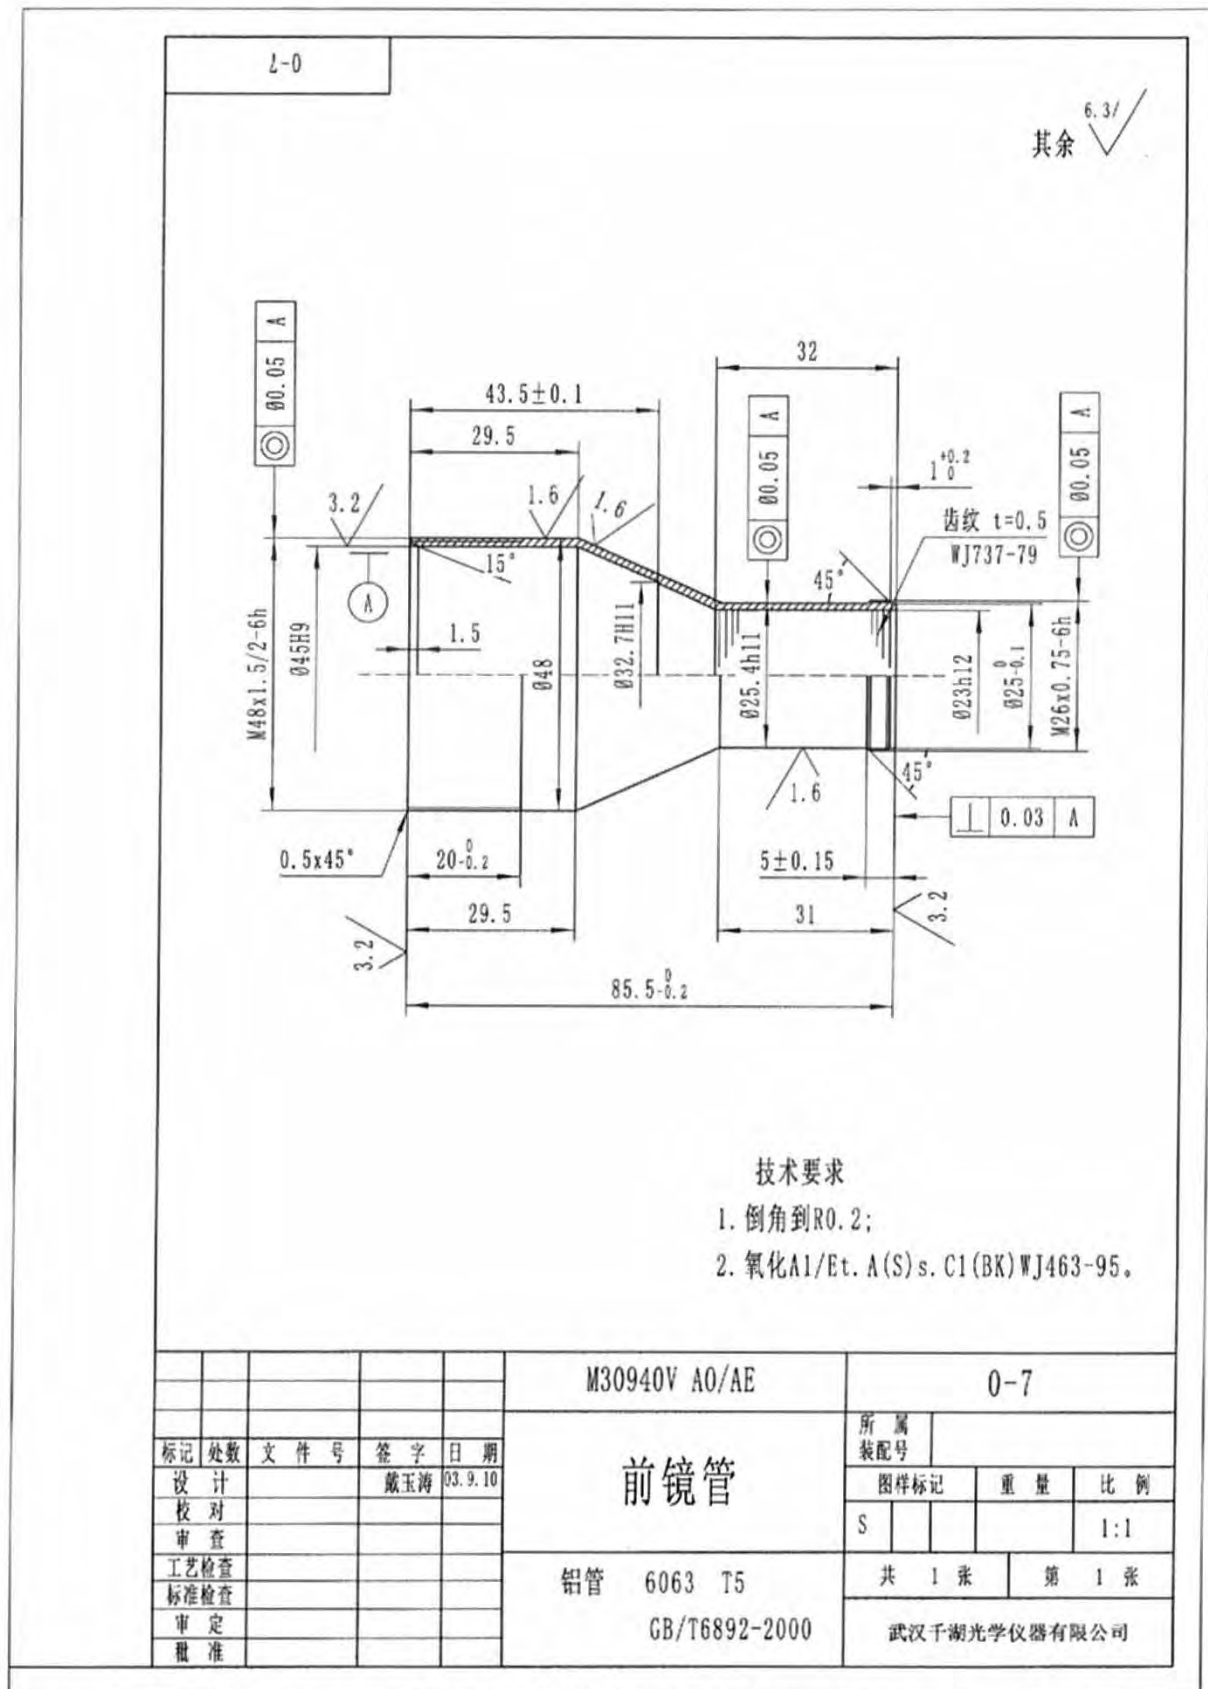 0-7
其余 6.3/
◎ Ø0.05 A
43.5±0.1
32
29.5
◎ Ø0.05 A
◎ Ø0.05 A
1 +0.2 0
3.2
1.6
1.6
齿纹 t=0.5
WJ737-79
15°
45°
A
M48x1.5/2-6h
Ø45H9
1.5
Ø48
Ø32.7H11
Ø25.4h11
Ø23h12
Ø25 0 -0.1
M26x0.75-6h
1.6
45°
⊥ 0.03 A
0.5x45°
20 0 -0.2
5±0.15
29.5
31
3.2
3.2
85.5 0 -0.2
技术要求
1. 倒角到R0.2;
2. 氧化A1/Et. A(S)s. C1(BK)WJ463-95。
M30940V AO/AE
0-7
所属装配号
标记 处数 文件号 签字 日期
前镜管
设计 戴玉涛 03.9.10
图样标记 重量 比例
校对
S 1:1
审查
工艺检查
铝管 6063 T5
共 1 张 第 1 张
标准检查
审定
GB/T6892-2000
武汉千湖光学仪器有限公司
批准